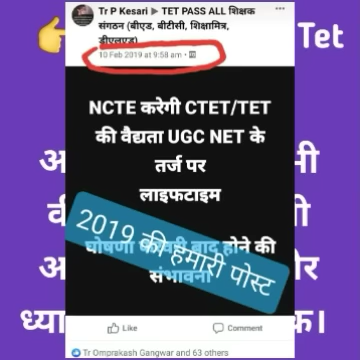 Tr P Kesari ▶ TET PASS ALL शिक्षक
संगठन (बीएड, बीटीसी, शिक्षामित्र,
डीएलएड)
10 Feb 2019 at 9:58 am
Tet
NCTE करेगी CTET/TET
की वैद्यता UGC NET के
तर्ज पर
लाइफटाइम
घोषणा बाद होने की
संभावना
2019 की हमारी पोस्ट
ध्या
क।
Like
Comment
Tr Omprakash Gangwar and 63 others